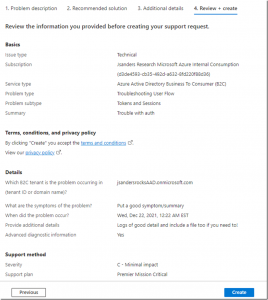 1. Problem description 2. Recommended solution 3. Additional details 4. Review + create
Review the information you provided before creating your support request.
Basics
Issue type Technical
Subscription Jsanders Research Microsoft Azure Internal Consumption
Service type Azure Active Directory Business To Consumer (B2C)
Problem type Troubleshooting User Flow
Problem subtype Tokens and Sessions
Summary Trouble with auth
Terms, conditions, and privacy policy
By clicking "Create" you accept the terms and conditions.
View our privacy policy.
Details
Which B2C tenant is the problem occurring in jsandersrocksAAD.onmicrosoft.com
(tenant ID or domain name)?
What are the symptoms of the problem? Put a good symptom/summary
When did the problem occur? Wed, Dec 22, 2021, 12:22 AM EST
Provide additional details Logs of good detail and include a file too if you need to!
Advanced diagnostic information Yes
Support method
Severity C - Minimal impact
Support plan Premier Mission Critical
Previous Create